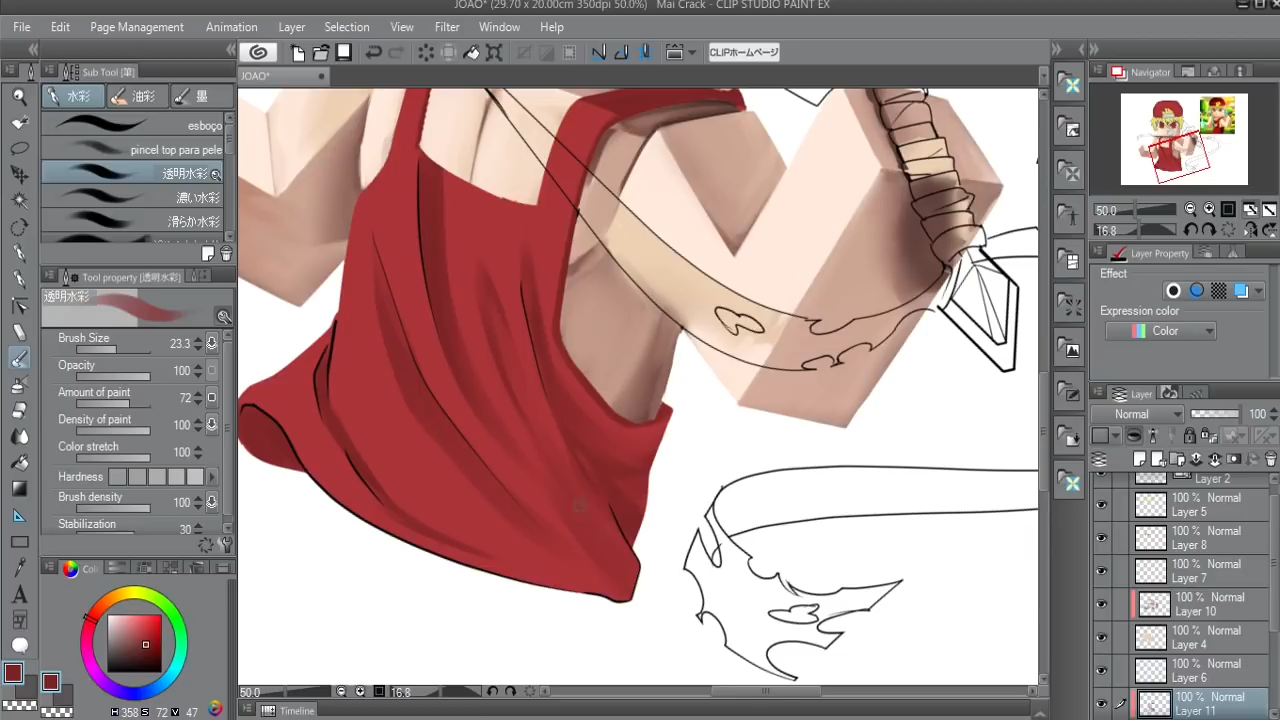 JOAO* (29.70 x 20.00cm 350dpi 50.0%)   Mai Crack - CLIP STUDIO PAINT EX
File Edit Page Management Animation Layer Selection View Filter Window Help
CLIPホームページ
Sub Tool [筆]
JOAO*
Navigator
水彩 油彩 墨
esboço
pincel top para pele
透明水彩
濃い水彩
滑らか水彩
50.0
16.8
Layer Property
Tool property [透明水彩]
Effect
透明水彩
Expression color
Color
Brush Size 23.3
Opacity 100
Amount of paint 72
Density of paint 100
Color stretch
Hardness
Brush density 100
Stabilization 30
Layer
Normal 100
Layer 2
100 % Normal
Layer 5
100 % Normal
Layer 8
100 % Normal
Layer 7
100 % Normal
Layer 10
100 % Normal
Layer 4
100 % Normal
Layer 6
100 % Normal
Layer 11
50.0 16.8
Timeline
H 358 S 72 V 47